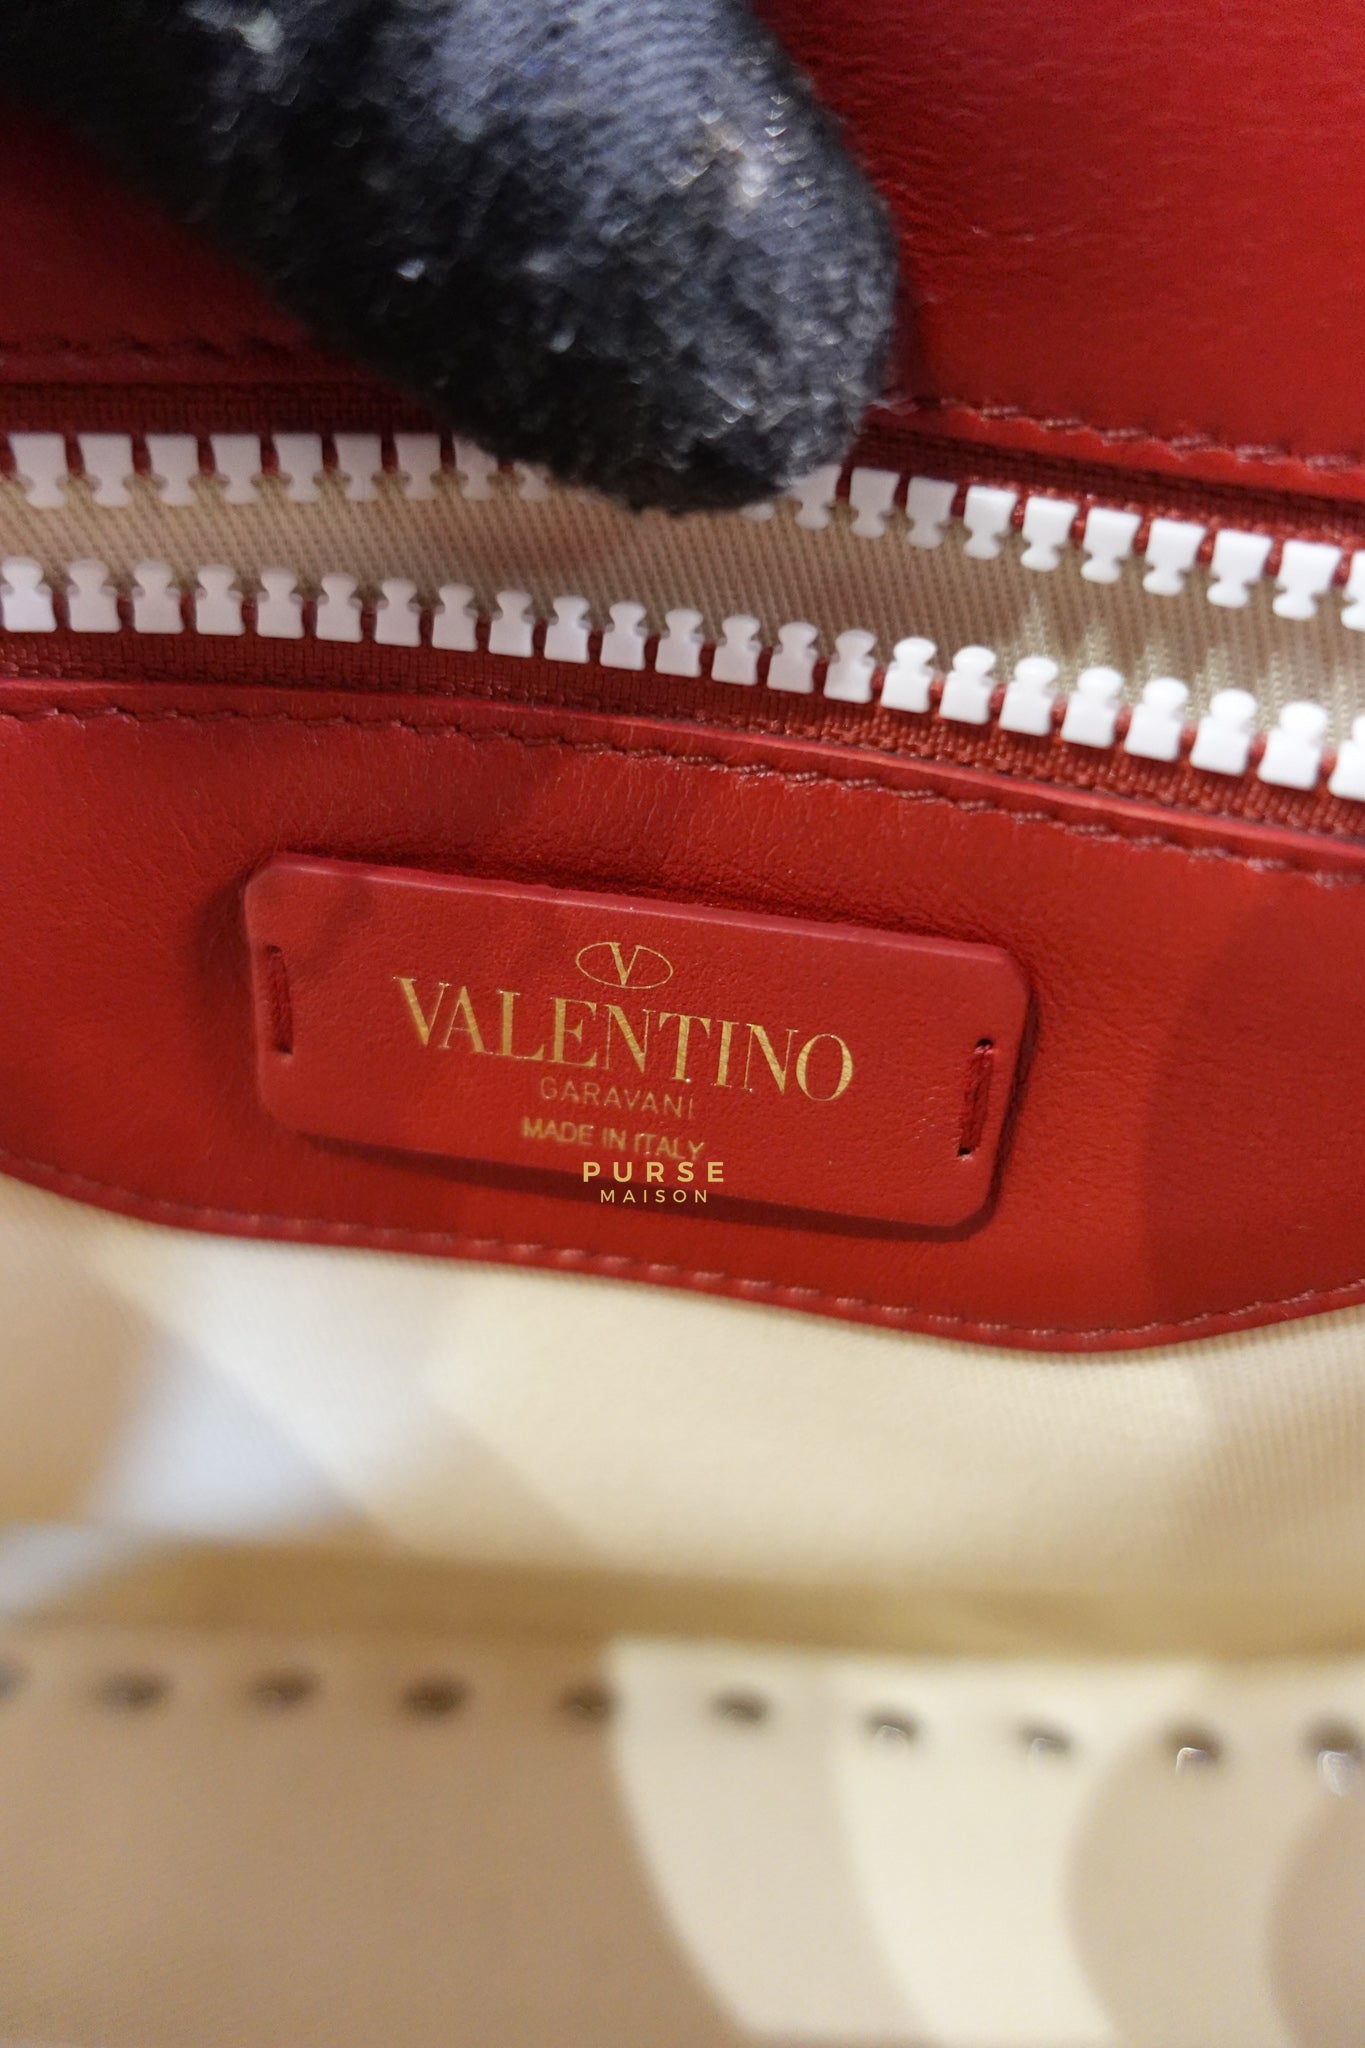 V
VALENTINO
GARAVANI
MADE IN ITALY
PURSE
MAISON